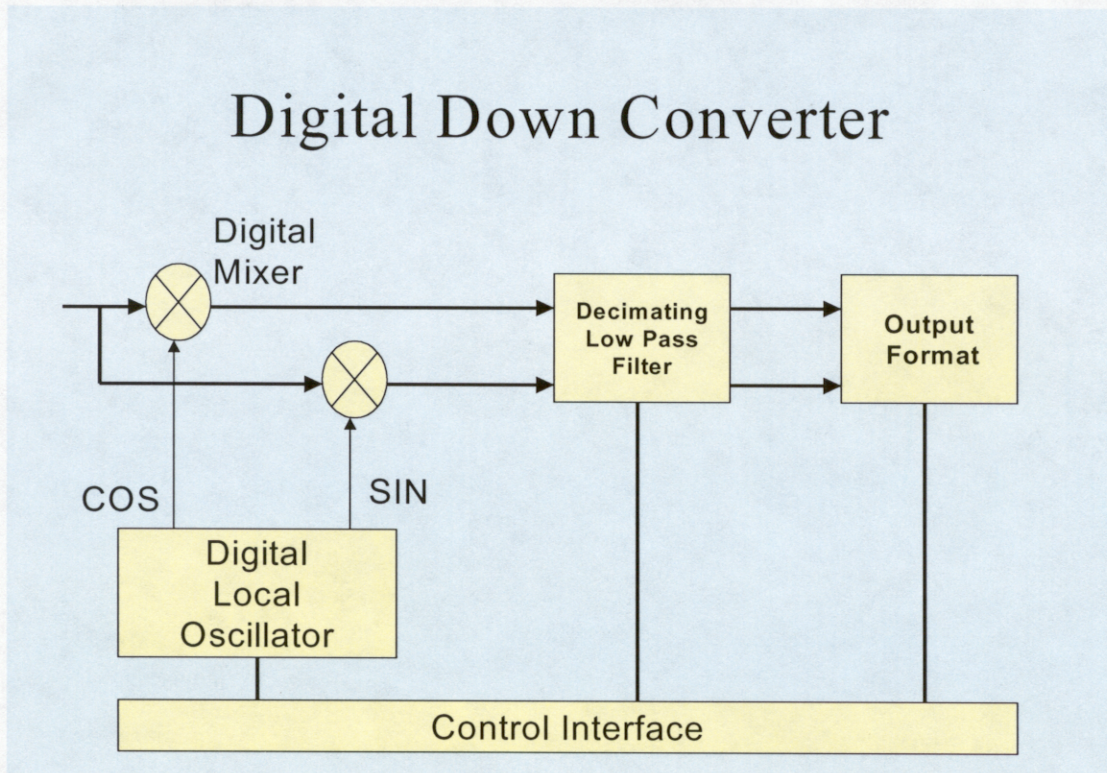 Digital Down Converter
Digital
Mixer
Decimating
Low Pass
Filter
Output
Format
COS
SIN
Digital
Local
Oscillator
Control Interface